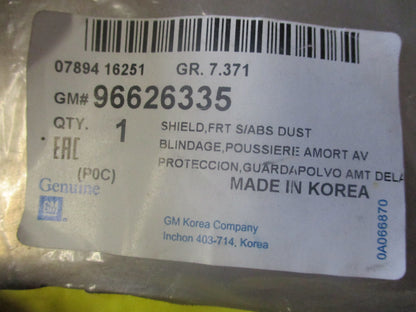 07894 16251 GR. 7.371
GM# 96626335
QTY. 1 SHIELD,FRT S/ABS DUST
BLINDAGE,POUSSIERE AMORT AV
PROTECCION,GUARDAPOLVO AMT DELA
EAC
(P0C)
MADE IN KOREA
Genuine
GM
GM Korea Company
Inchon 403-714, Korea
0A066870